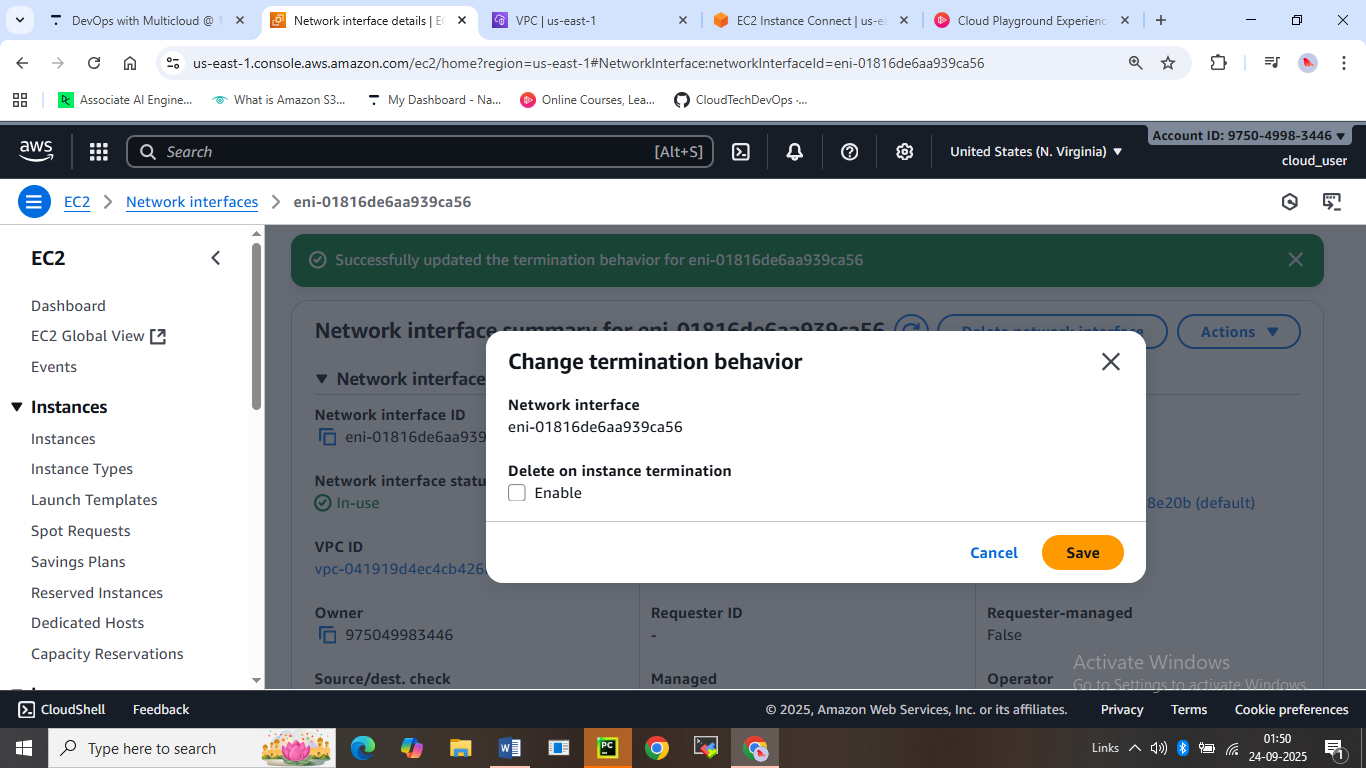 DevOps with Multicloud @ 1
Network interface details | EC
VPC | us-east-1
EC2 Instance Connect | us-e
Cloud Playground Experienc
us-east-1.console.aws.amazon.com/ec2/home?region=us-east-1#NetworkInterface:networkInterfaceId=eni-01816de6aa939ca56
Associate AI Engine...
What is Amazon S3...
My Dashboard - Na...
Online Courses, Lea...
CloudTechDevOps -...
aws
Search
[Alt+S]
United States (N. Virginia)
Account ID: 9750-4998-3446
cloud_user
EC2
Network interfaces
eni-01816de6aa939ca56
EC2
Dashboard
EC2 Global View
Events
Instances
Instances
Instance Types
Launch Templates
Spot Requests
Savings Plans
Reserved Instances
Dedicated Hosts
Capacity Reservations
Successfully updated the termination behavior for eni-01816de6aa939ca56
Network interface summary for eni-01816de6aa939ca56
Delete network interface
Actions
Network interface
Network interface ID
eni-01816de6aa939
Network interface statu
In-use
8e20b (default)
VPC ID
vpc-041919d4ec4cb426
Change termination behavior
Network interface
eni-01816de6aa939ca56
Delete on instance termination
Enable
Cancel
Save
Owner
975049983446
Requester ID
-
Requester-managed
False
Source/dest. check
Managed
Operator
Activate Windows
Go to Settings to activate Windows.
CloudShell
Feedback
© 2025, Amazon Web Services, Inc. or its affiliates.
Privacy
Terms
Cookie preferences
Type here to search
PC
Links
01:50
24-09-2025
1